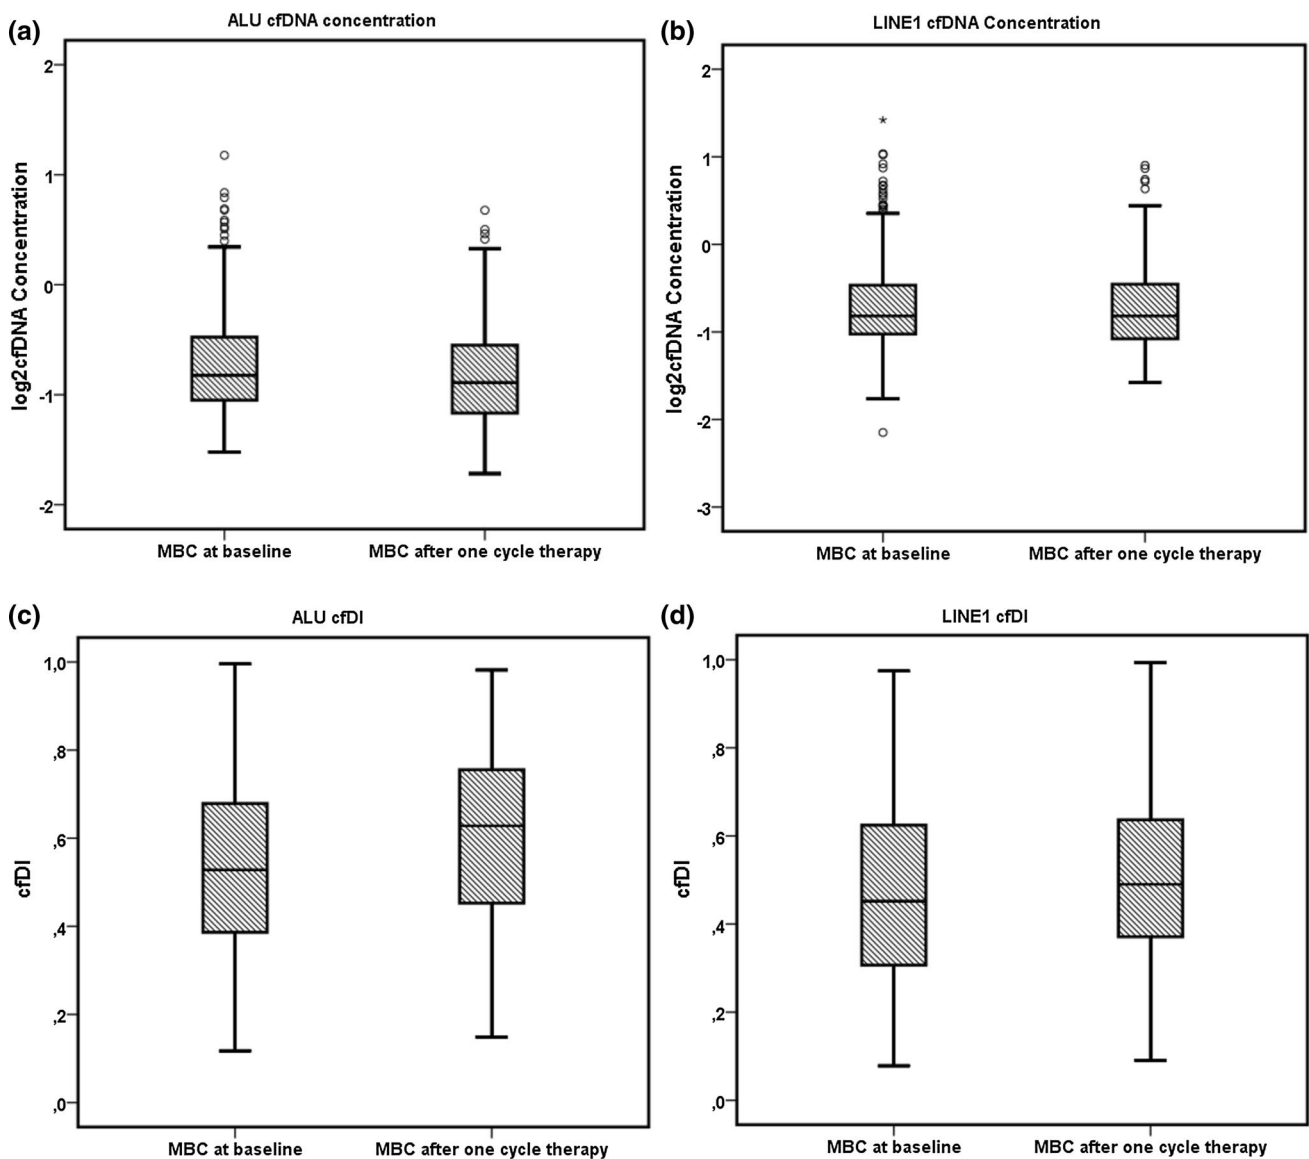 (a)
ALU cfDNA concentration
log2cfDNA Concentration
2
1
0
-1
-2
MBC at baseline
MBC after one cycle therapy
(b)
LINE1 cfDNA Concentration
log2cfDNA Concentration
2
1
0
-1
-2
-3
*
MBC at baseline
MBC after one cycle therapy
(c)
ALU cfDI
cfDI
1,0
,8
,6
,4
,2
,0
MBC at baseline
MBC after one cycle therapy
(d)
LINE1 cfDI
cfDI
1,0
,8
,6
,4
,2
,0
MBC at baseline
MBC after one cycle therapy